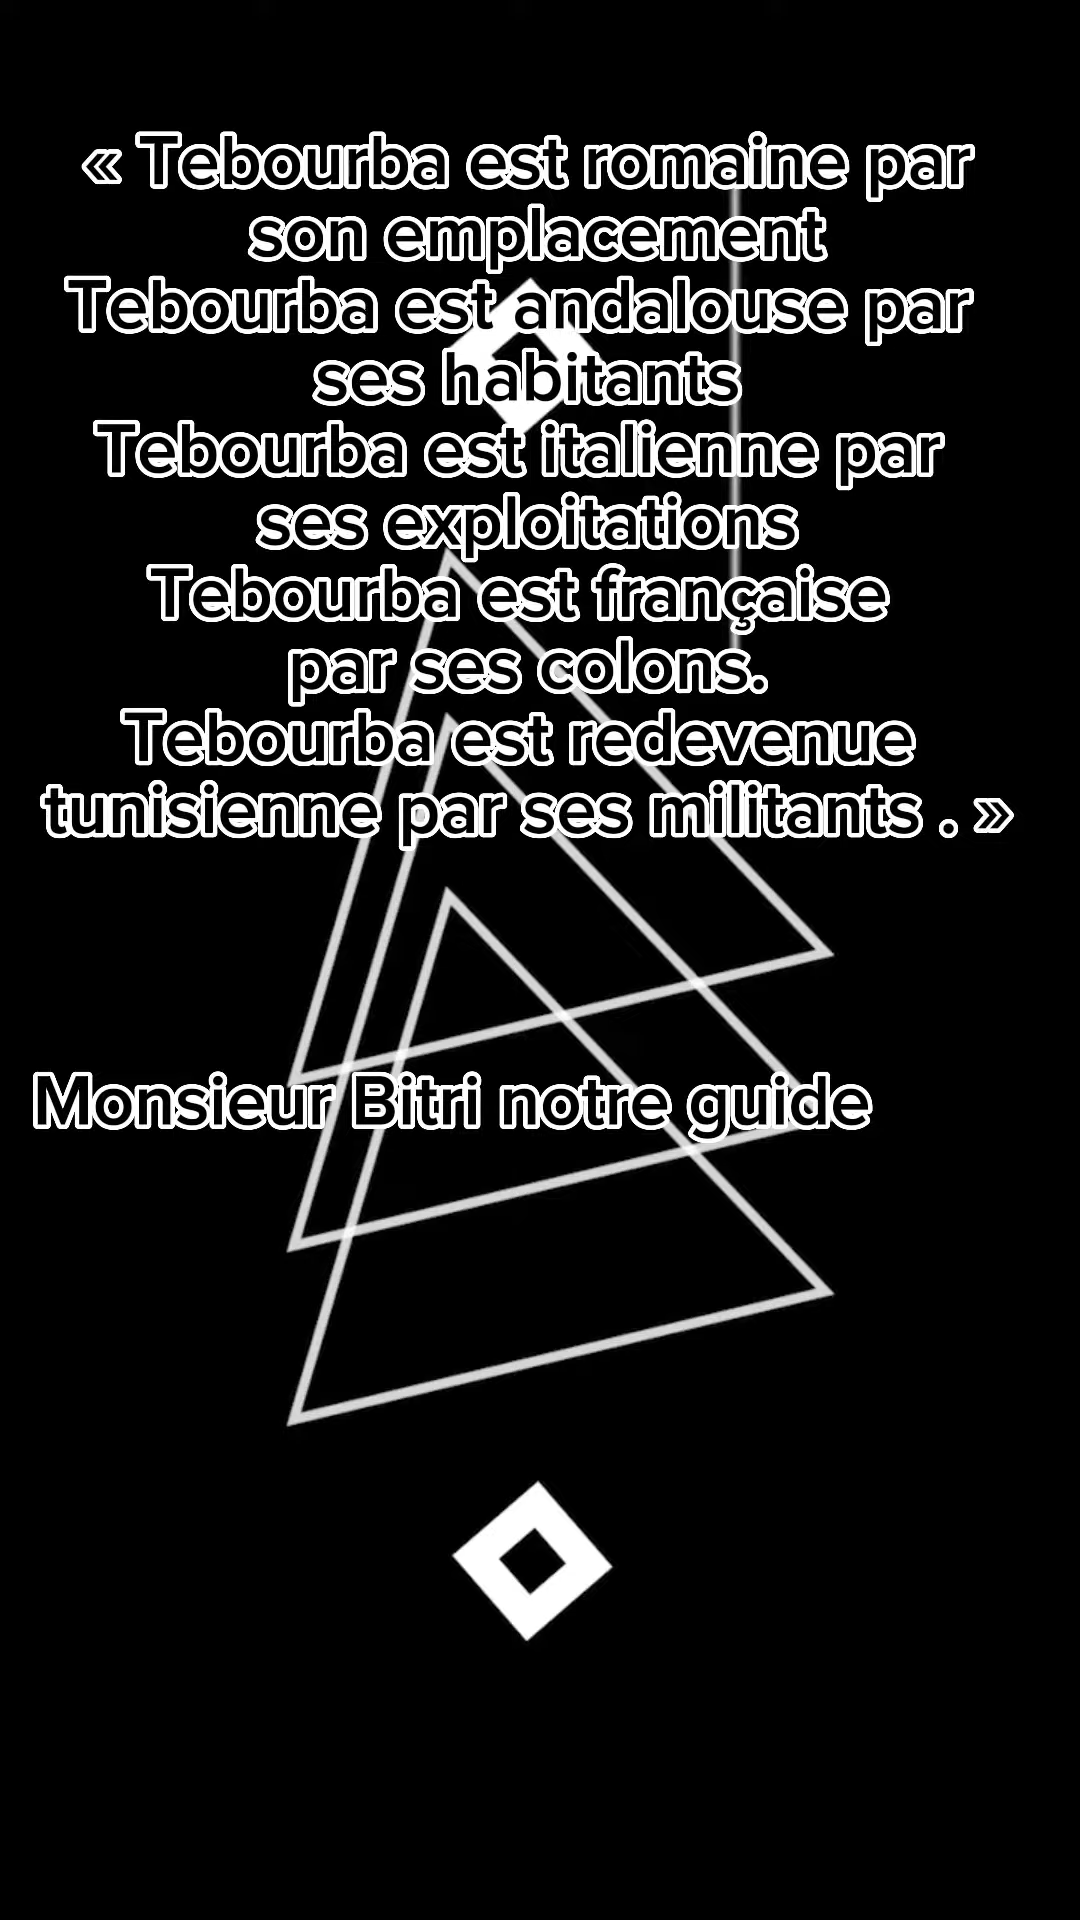 « Tebourba est romaine par
son emplacement
Tebourba est andalouse par
ses habitants
Tebourba est italienne par
ses exploitations
Tebourba est française
par ses colons.
Tebourba est redevenue
tunisienne par ses militants . »
Monsieur Bitri notre guide